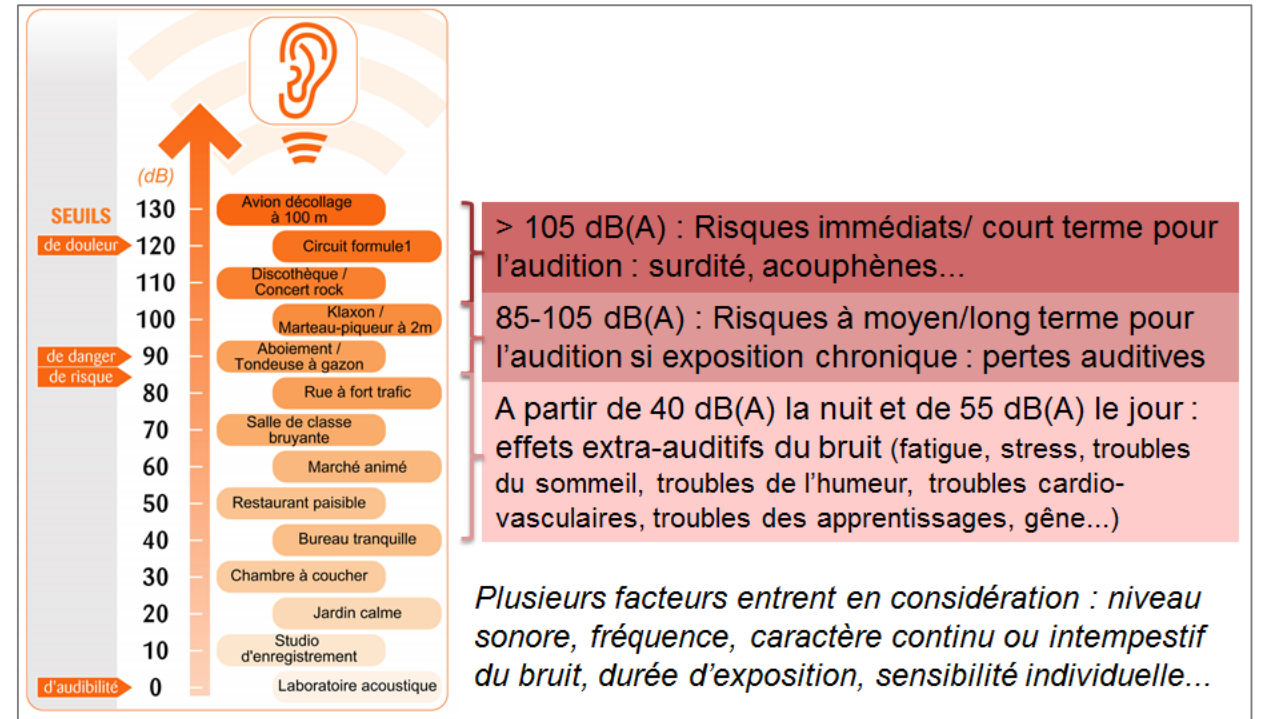 (dB)
SEUILS
130
Avion décollage
à 100 m
de douleur
120
Circuit formule1
110
Discothèque /
Concert rock
100
Klaxon /
Marteau-piqueur à 2m
de danger
90
Aboiement /
Tondeuse à gazon
de risque
80
Rue à fort trafic
70
Salle de classe
bruyante
60
Marché animé
50
Restaurant paisible
40
Bureau tranquille
30
Chambre à coucher
20
Jardin calme
10
Studio
d'enregistrement
d'audibilité
0
Laboratoire acoustique
> 105 dB(A) : Risques immédiats/ court terme pour
l’audition : surdité, acouphènes...
85-105 dB(A) : Risques à moyen/long terme pour
l’audition si exposition chronique : pertes auditives
A partir de 40 dB(A) la nuit et de 55 dB(A) le jour :
effets extra-auditifs du bruit (fatigue, stress, troubles
du sommeil, troubles de l’humeur, troubles cardio-
vasculaires, troubles des apprentissages, gêne...)
Plusieurs facteurs entrent en considération : niveau
sonore, fréquence, caractère continu ou intempestif
du bruit, durée d’exposition, sensibilité individuelle...